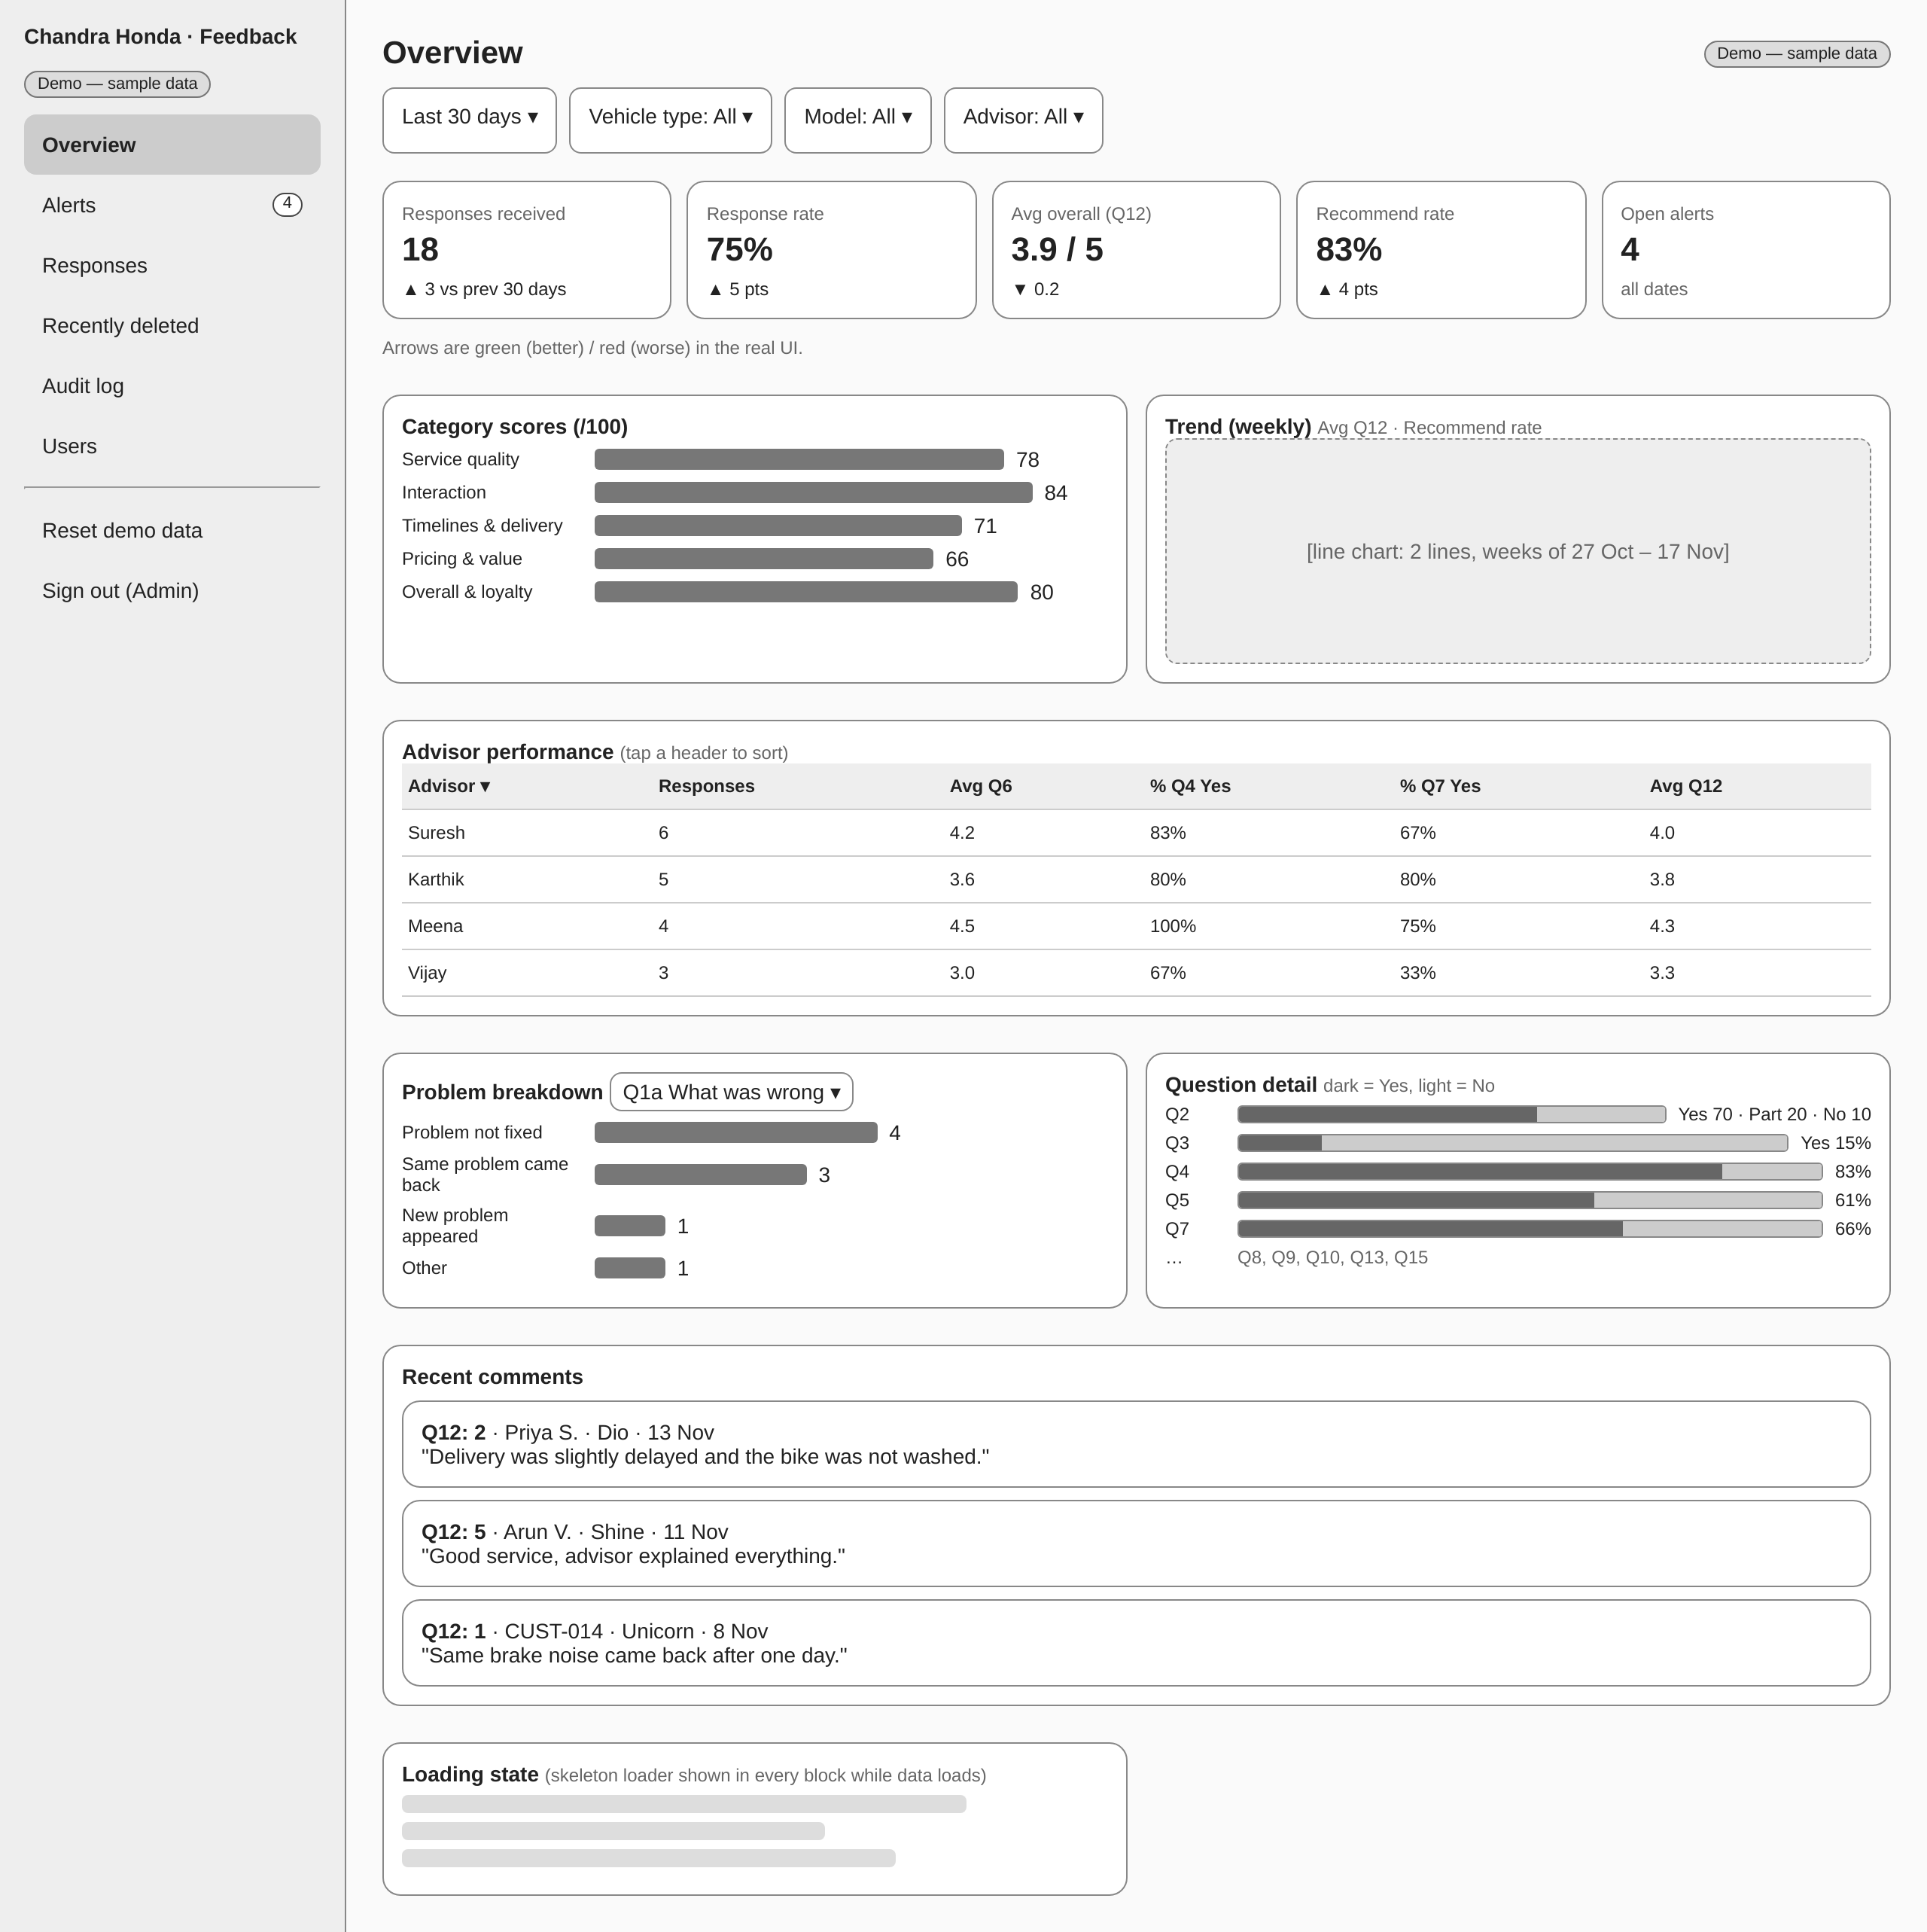 Chandra Honda · Feedback
Demo — sample data
Overview
Alerts 4
Responses
Recently deleted
Audit log
Users
Reset demo data
Sign out (Admin)
Overview
Demo — sample data
Last 30 days ▾
Vehicle type: All ▾
Model: All ▾
Advisor: All ▾
Responses received
18
▲ 3 vs prev 30 days
Response rate
75%
▲ 5 pts
Avg overall (Q12)
3.9 / 5
▼ 0.2
Recommend rate
83%
▲ 4 pts
Open alerts
4
all dates
Arrows are green (better) / red (worse) in the real UI.
Category scores (/100)
Service quality 78
Interaction 84
Timelines & delivery 71
Pricing & value 66
Overall & loyalty 80
Trend (weekly) Avg Q12 · Recommend rate
[line chart: 2 lines, weeks of 27 Oct – 17 Nov]
Advisor performance (tap a header to sort)
Advisor ▾ Responses Avg Q6 % Q4 Yes % Q7 Yes Avg Q12
Suresh 6 4.2 83% 67% 4.0
Karthik 5 3.6 80% 80% 3.8
Meena 4 4.5 100% 75% 4.3
Vijay 3 3.0 67% 33% 3.3
Problem breakdown Q1a What was wrong ▾
Problem not fixed 4
Same problem came
back 3
New problem
appeared 1
Other 1
Question detail dark = Yes, light = No
Q2 Yes 70 · Part 20 · No 10
Q3 Yes 15%
Q4 83%
Q5 61%
Q7 66%
… Q8, Q9, Q10, Q13, Q15
Recent comments
Q12: 2 · Priya S. · Dio · 13 Nov
"Delivery was slightly delayed and the bike was not washed."
Q12: 5 · Arun V. · Shine · 11 Nov
"Good service, advisor explained everything."
Q12: 1 · CUST-014 · Unicorn · 8 Nov
"Same brake noise came back after one day."
Loading state (skeleton loader shown in every block while data loads)